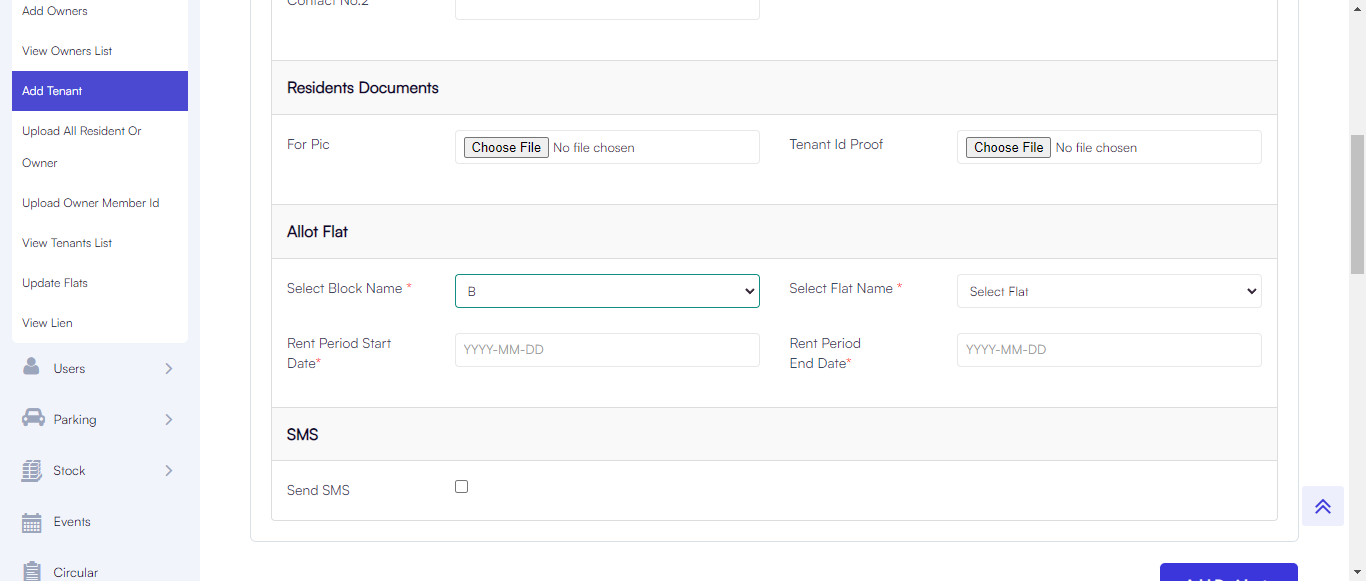 Add Owners
View Owners List
Add Tenant
Upload All Resident Or
Owner
Upload Owner Member Id
View Tenants List
Update Flats
View Lien
Users
Parking
Stock
Events
Circular
Contact No.2
Residents Documents
For Pic
Choose File No file chosen
Tenant Id Proof
Choose File No file chosen
Allot Flat
Select Block Name *
B
Select Flat Name *
Select Flat
Rent Period Start
Date*
YYYY-MM-DD
Rent Period
End Date*
YYYY-MM-DD
SMS
Send SMS